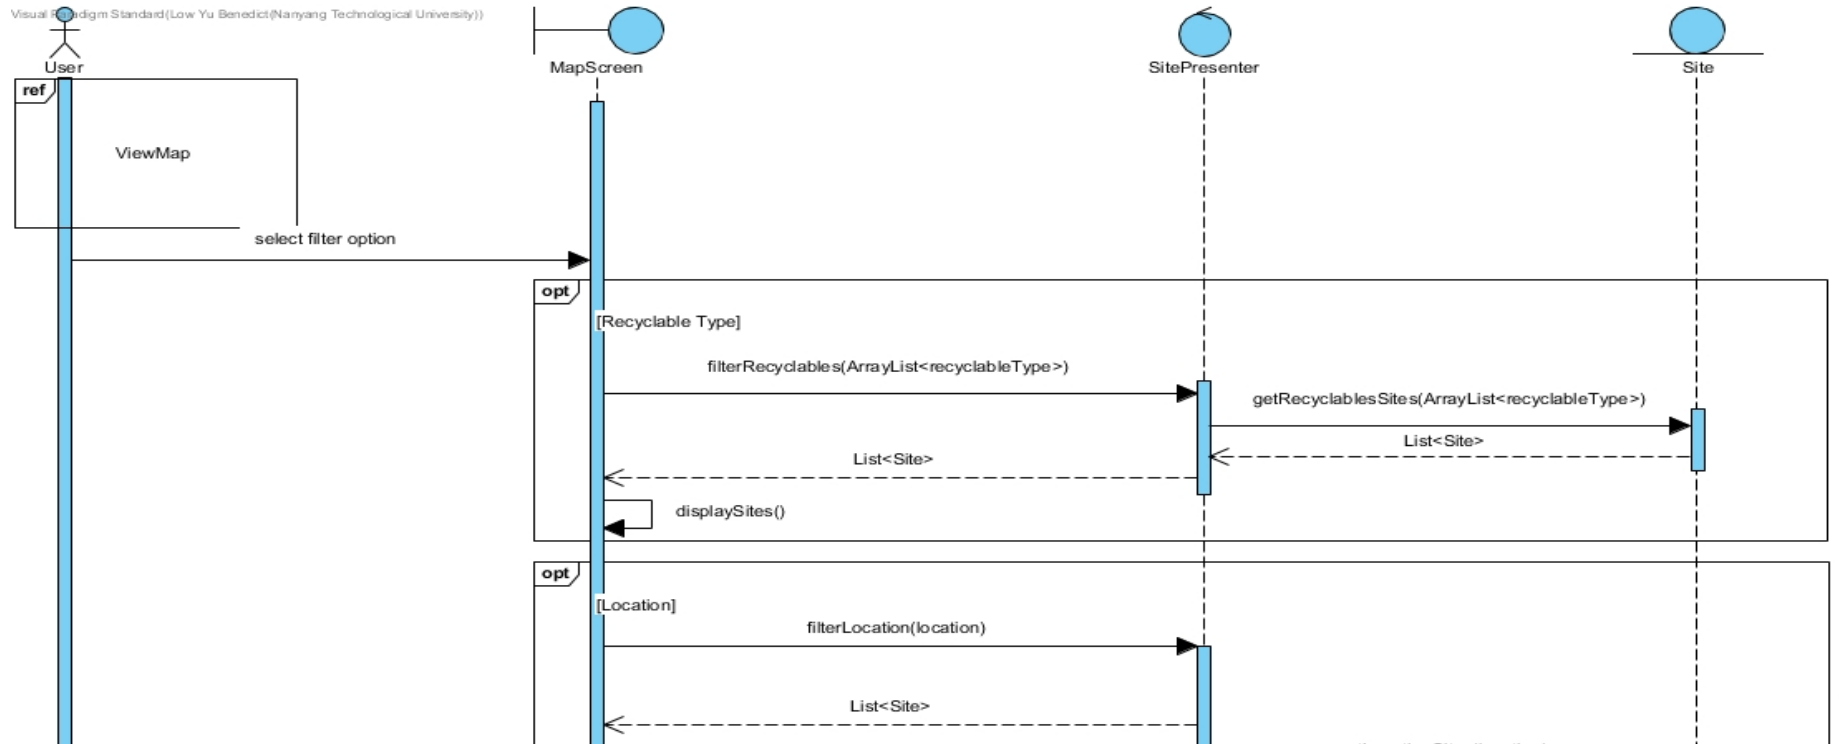 Visual Paradigm Standard(Low Yu Benedict(Nanyang Technological University))
User
MapScreen
SitePresenter
Site
ref
ViewMap
select filter option
opt
[Recyclable Type]
filterRecyclables(ArrayList<recyclableType>)
getRecyclablesSites(ArrayList<recyclableType>)
List<Site>
List<Site>
displaySites()
opt
[Location]
filterLocation(location)
List<Site>